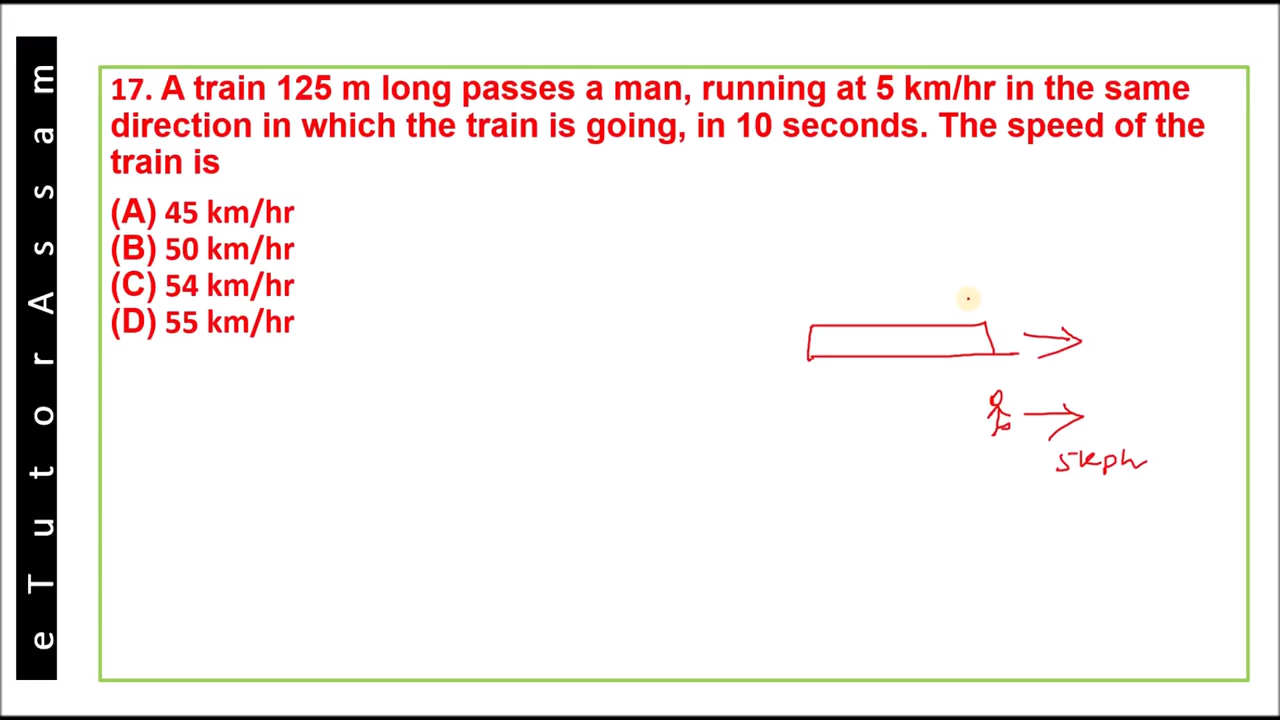 17. A train 125 m long passes a man, running at 5 km/hr in the same
direction in which the train is going, in 10 seconds. The speed of the
train is
(A) 45 km/hr
(B) 50 km/hr
(C) 54 km/hr
(D) 55 km/hr
5kph
eTutorAssam